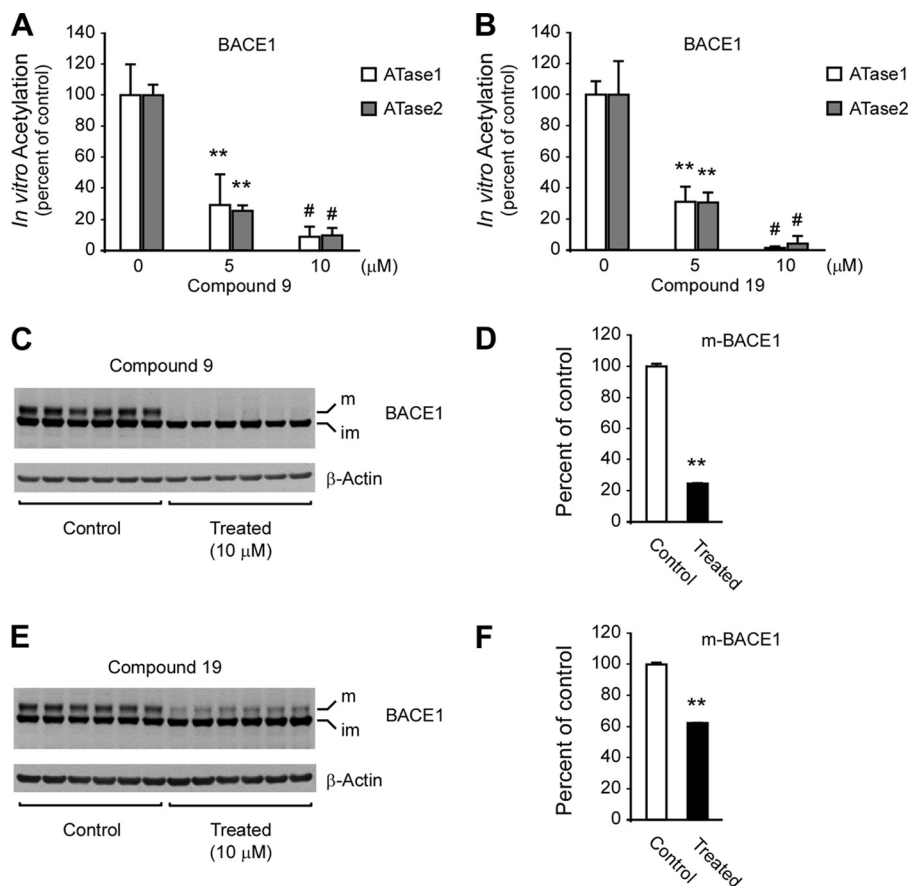 A
BACE1
In vitro Acetylation
(percent of control)
140
120
100
80
60
40
20
0
**
**
#
#
0
5
10
(μM)
Compound 9
ATase1
ATase2
B
BACE1
In vitro Acetylation
(percent of control)
140
120
100
80
60
40
20
0
**
**
#
#
0
5
10
(μM)
Compound 19
ATase1
ATase2
C
Compound 9
m
im
BACE1
β-Actin
Control
Treated
(10 μM)
D
m-BACE1
Percent of control
120
100
80
60
40
20
0
**
Control
Treated
E
Compound 19
m
im
BACE1
β-Actin
Control
Treated
(10 μM)
F
m-BACE1
Percent of control
120
100
80
60
40
20
0
**
Control
Treated